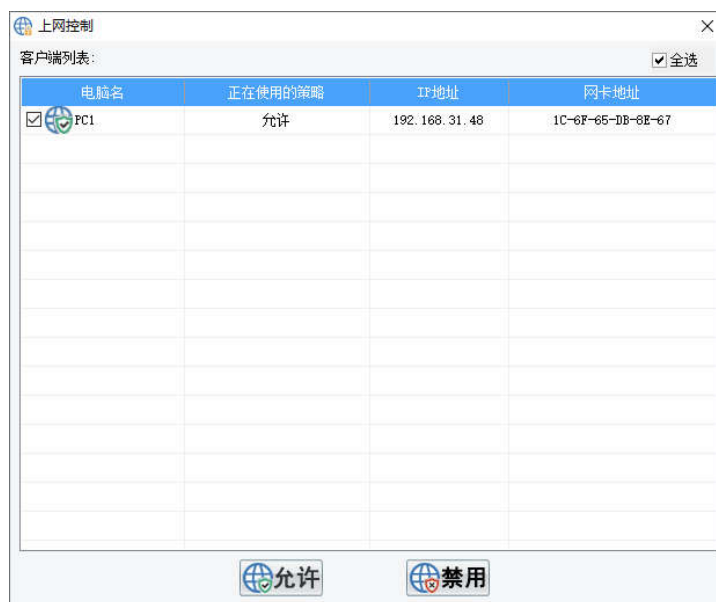 上网控制
客户端列表:
全选
电脑名 正在使用的策略 IP地址 网卡地址
PC1 允许 192.168.31.48 1C-6F-65-DB-8E-67
允许 禁用